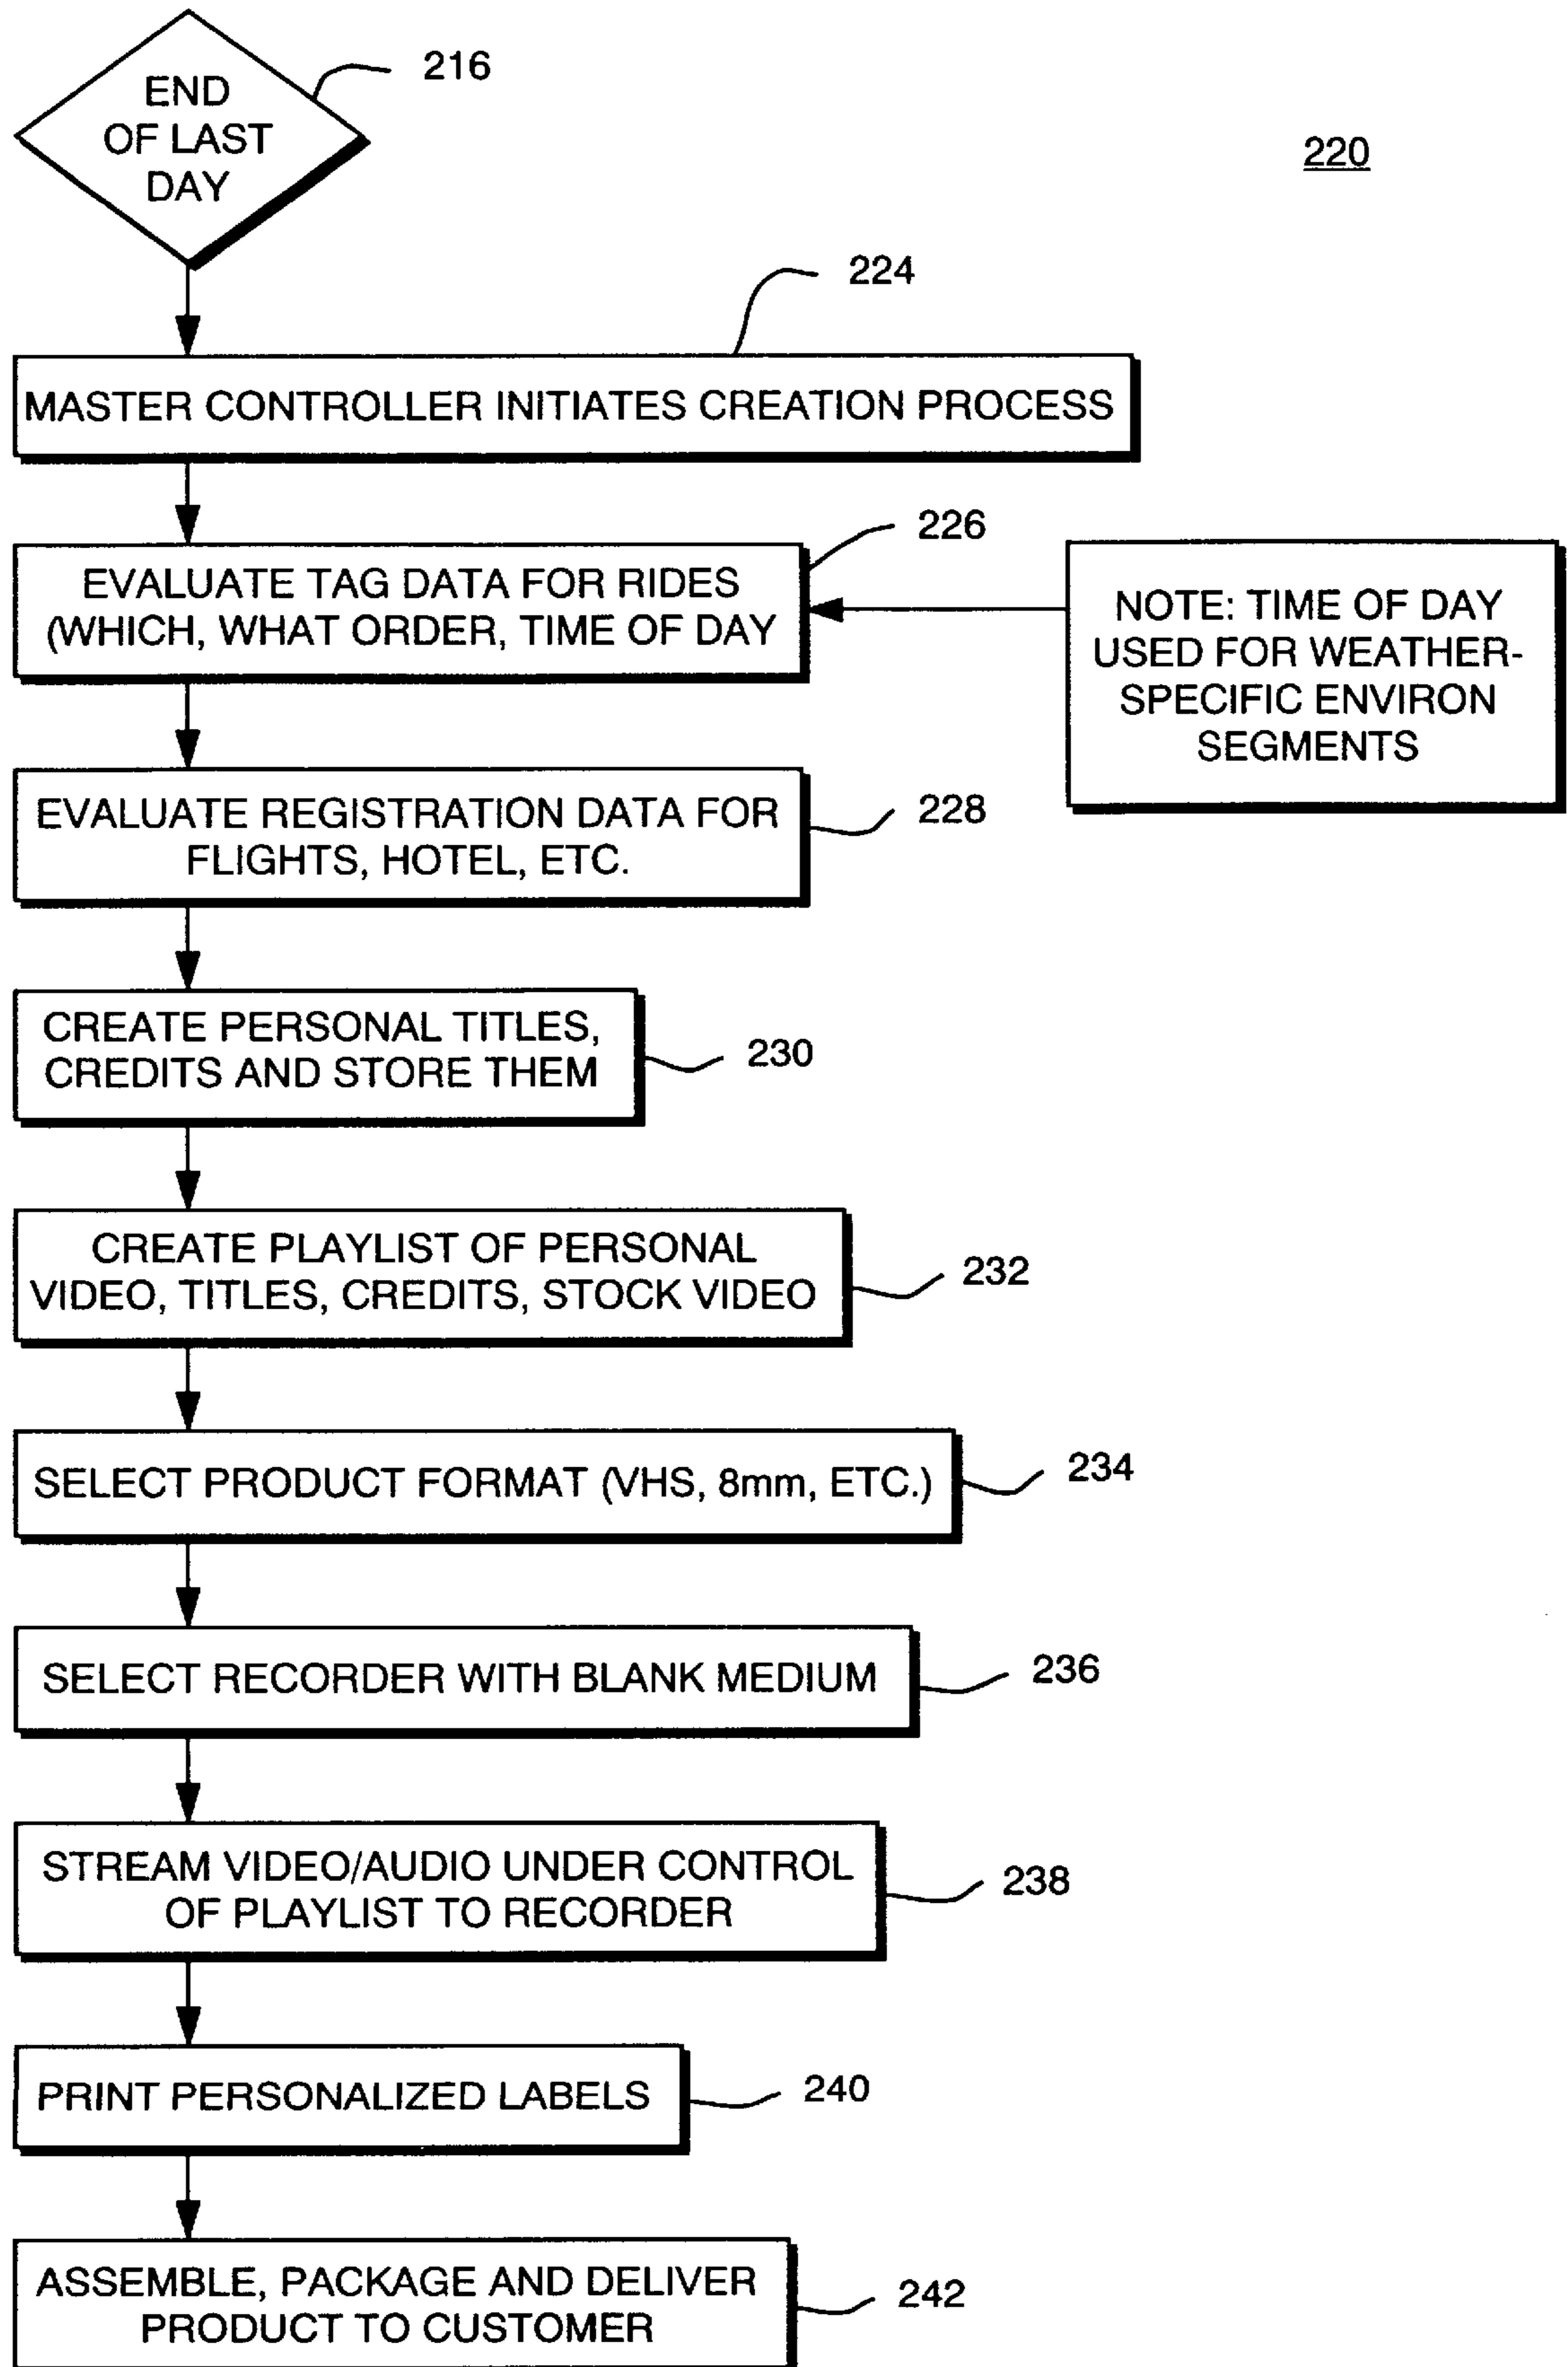 END
OF LAST
DAY
216
220
224
MASTER CONTROLLER INITIATES CREATION PROCESS
226
EVALUATE TAG DATA FOR RIDES
(WHICH, WHAT ORDER, TIME OF DAY
NOTE: TIME OF DAY
USED FOR WEATHER-
SPECIFIC ENVIRON
SEGMENTS
EVALUATE REGISTRATION DATA FOR
FLIGHTS, HOTEL, ETC.
228
CREATE PERSONAL TITLES,
CREDITS AND STORE THEM
230
CREATE PLAYLIST OF PERSONAL
VIDEO, TITLES, CREDITS, STOCK VIDEO
232
SELECT PRODUCT FORMAT (VHS, 8mm, ETC.)
234
SELECT RECORDER WITH BLANK MEDIUM
236
STREAM VIDEO/AUDIO UNDER CONTROL
OF PLAYLIST TO RECORDER
238
PRINT PERSONALIZED LABELS
240
ASSEMBLE, PACKAGE AND DELIVER
PRODUCT TO CUSTOMER
242